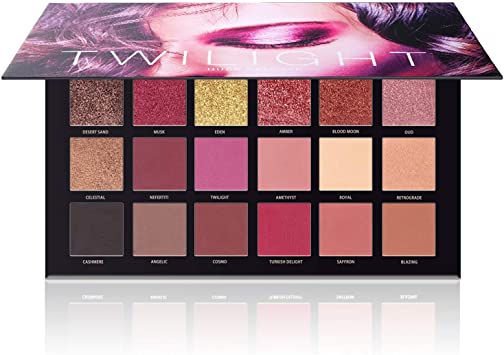 TWILIGHT
DESERT SAND MUSK EDEN AMBER BLOOD MOON DUO
CELESTIAL NEFERTITI TWILIGHT AMETHYST ROYAL RETROGRADE
CASHMERE ANGELIC COSMO TURKISH DELIGHT SAFFRON BLAZING